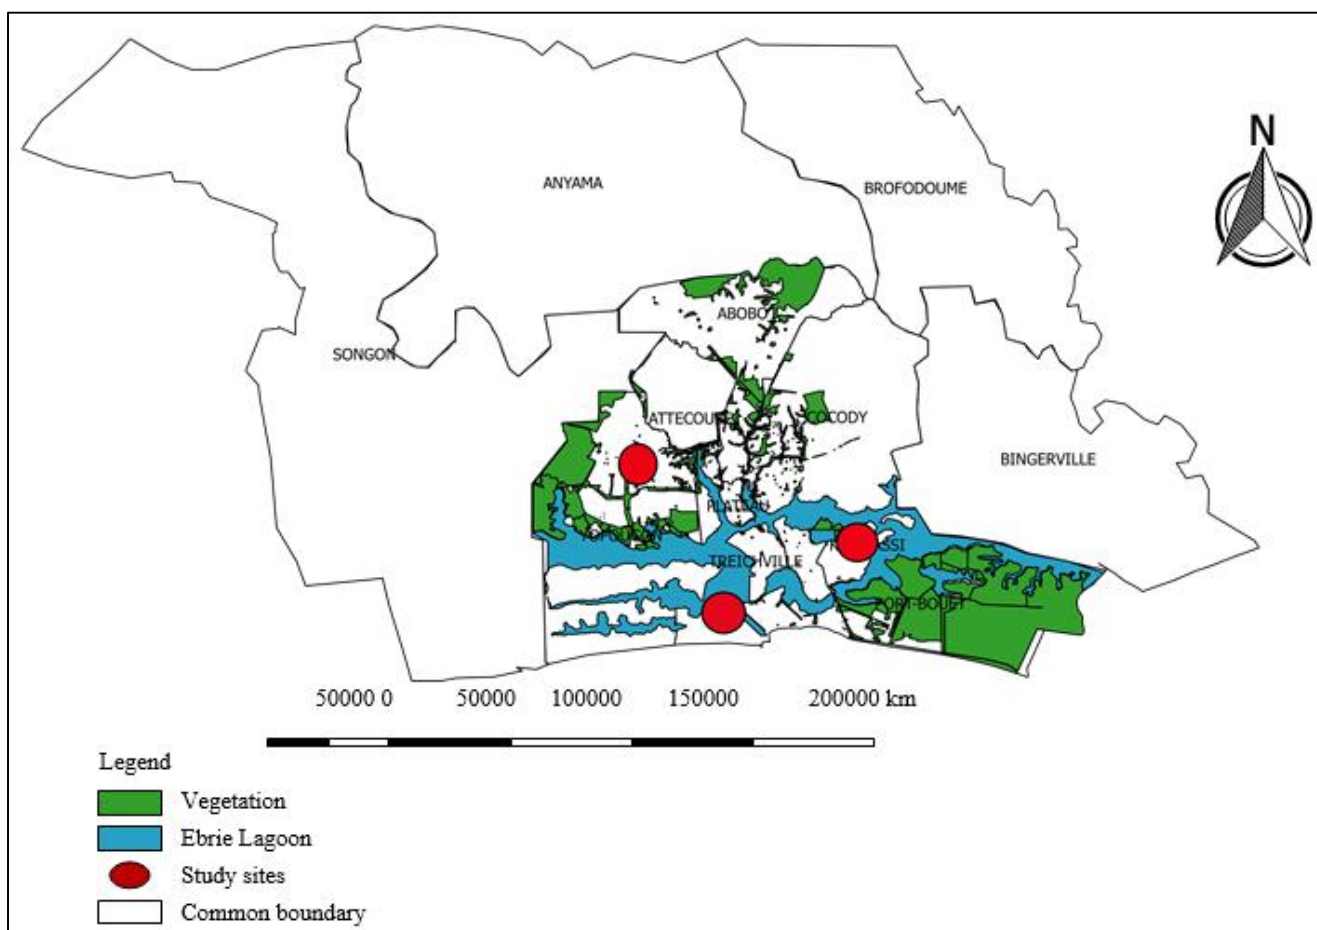 N
ANYAMA
BROFODOUME
ABOBO
SONGON
COCODY
BINGERVILLE
PLATEAU
TREICHVILLE
PORT-BOUET
50000 0 50000 100000 150000 200000 km
Legend
Vegetation
Ebrie Lagoon
Study sites
Common boundary